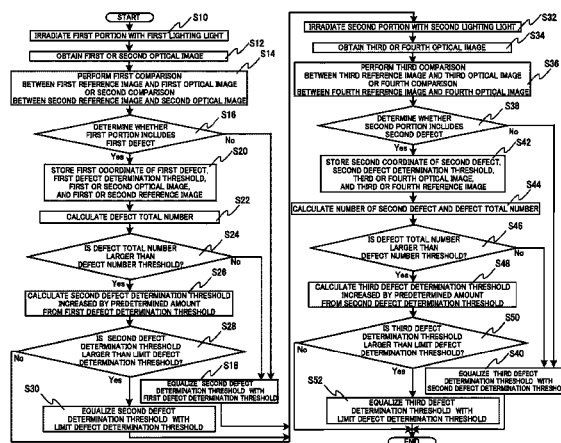 START
S10
IRRADIATE FIRST PORTION WITH FIRST LIGHTING LIGHT
S12
OBTAIN FIRST OR SECOND OPTICAL IMAGE
S14
PERFORM FIRST COMPARISON
BETWEEN FIRST REFERENCE IMAGE AND FIRST OPTICAL IMAGE
OR SECOND COMPARISON
BETWEEN SECOND REFERENCE IMAGE AND SECOND OPTICAL IMAGE
S16
DETERMINE WHETHER
FIRST PORTION INCLUDES
FIRST DEFECT
No
Yes
S20
STORE FIRST COORDINATE OF FIRST DEFECT,
FIRST DEFECT DETERMINATION THRESHOLD,
FIRST OR SECOND OPTICAL IMAGE,
AND FIRST OR SECOND REFERENCE IMAGE
S22
CALCULATE DEFECT TOTAL NUMBER
S24
IS DEFECT TOTAL NUMBER
LARGER THAN
DEFECT NUMBER THRESHOLD?
No
Yes
S26
CALCULATE SECOND DEFECT DETERMINATION THRESHOLD
INCREASED BY PREDETERMINED AMOUNT
FROM FIRST DEFECT DETERMINATION THRESHOLD
S28
IS SECOND DEFECT
DETERMINATION THRESHOLD
LARGER THAN LIMIT DEFECT
DETERMINATION THRESHOLD?
No
Yes
S18
EQUALIZE SECOND DEFECT
DETERMINATION THRESHOLD WITH
FIRST DEFECT DETERMINATION THRESHOLD
S30
EQUALIZE SECOND DEFECT
DETERMINATION THRESHOLD WITH
LIMIT DEFECT DETERMINATION THRESHOLD
S32
IRRADIATE SECOND PORTION WITH SECOND LIGHTING LIGHT
S34
OBTAIN THIRD OR FOURTH OPTICAL IMAGE
S36
PERFORM THIRD COMPARISON
BETWEEN THIRD REFERENCE IMAGE AND THIRD OPTICAL IMAGE
OR FOURTH COMPARISON
BETWEEN FOURTH REFERENCE IMAGE AND FOURTH OPTICAL IMAGE
S38
DETERMINE WHETHER
SECOND PORTION INCLUDES
SECOND DEFECT
No
Yes
S42
STORE SECOND COORDINATE OF SECOND DEFECT,
SECOND DEFECT DETERMINATION THRESHOLD,
THIRD OR FOURTH OPTICAL IMAGE,
AND THIRD OR FOURTH REFERENCE IMAGE
S44
CALCULATE NUMBER OF SECOND DEFECT AND DEFECT TOTAL NUMBER
S46
IS DEFECT TOTAL NUMBER
LARGER THAN
DEFECT NUMBER THRESHOLD?
No
Yes
S48
CALCULATE THIRD DEFECT DETERMINATION THRESHOLD
INCREASED BY PREDETERMINED AMOUNT
FROM SECOND DEFECT DETERMINATION THRESHOLD
S50
IS THIRD DEFECT
DETERMINATION THRESHOLD
LARGER THAN LIMIT DEFECT
DETERMINATION THRESHOLD?
No
Yes
S40
EQUALIZE THIRD DEFECT
DETERMINATION THRESHOLD WITH
SECOND DEFECT DETERMINATION THRESHOLD
S52
EQUALIZE THIRD DEFECT
DETERMINATION THRESHOLD WITH
LIMIT DEFECT DETERMINATION THRESHOLD
END